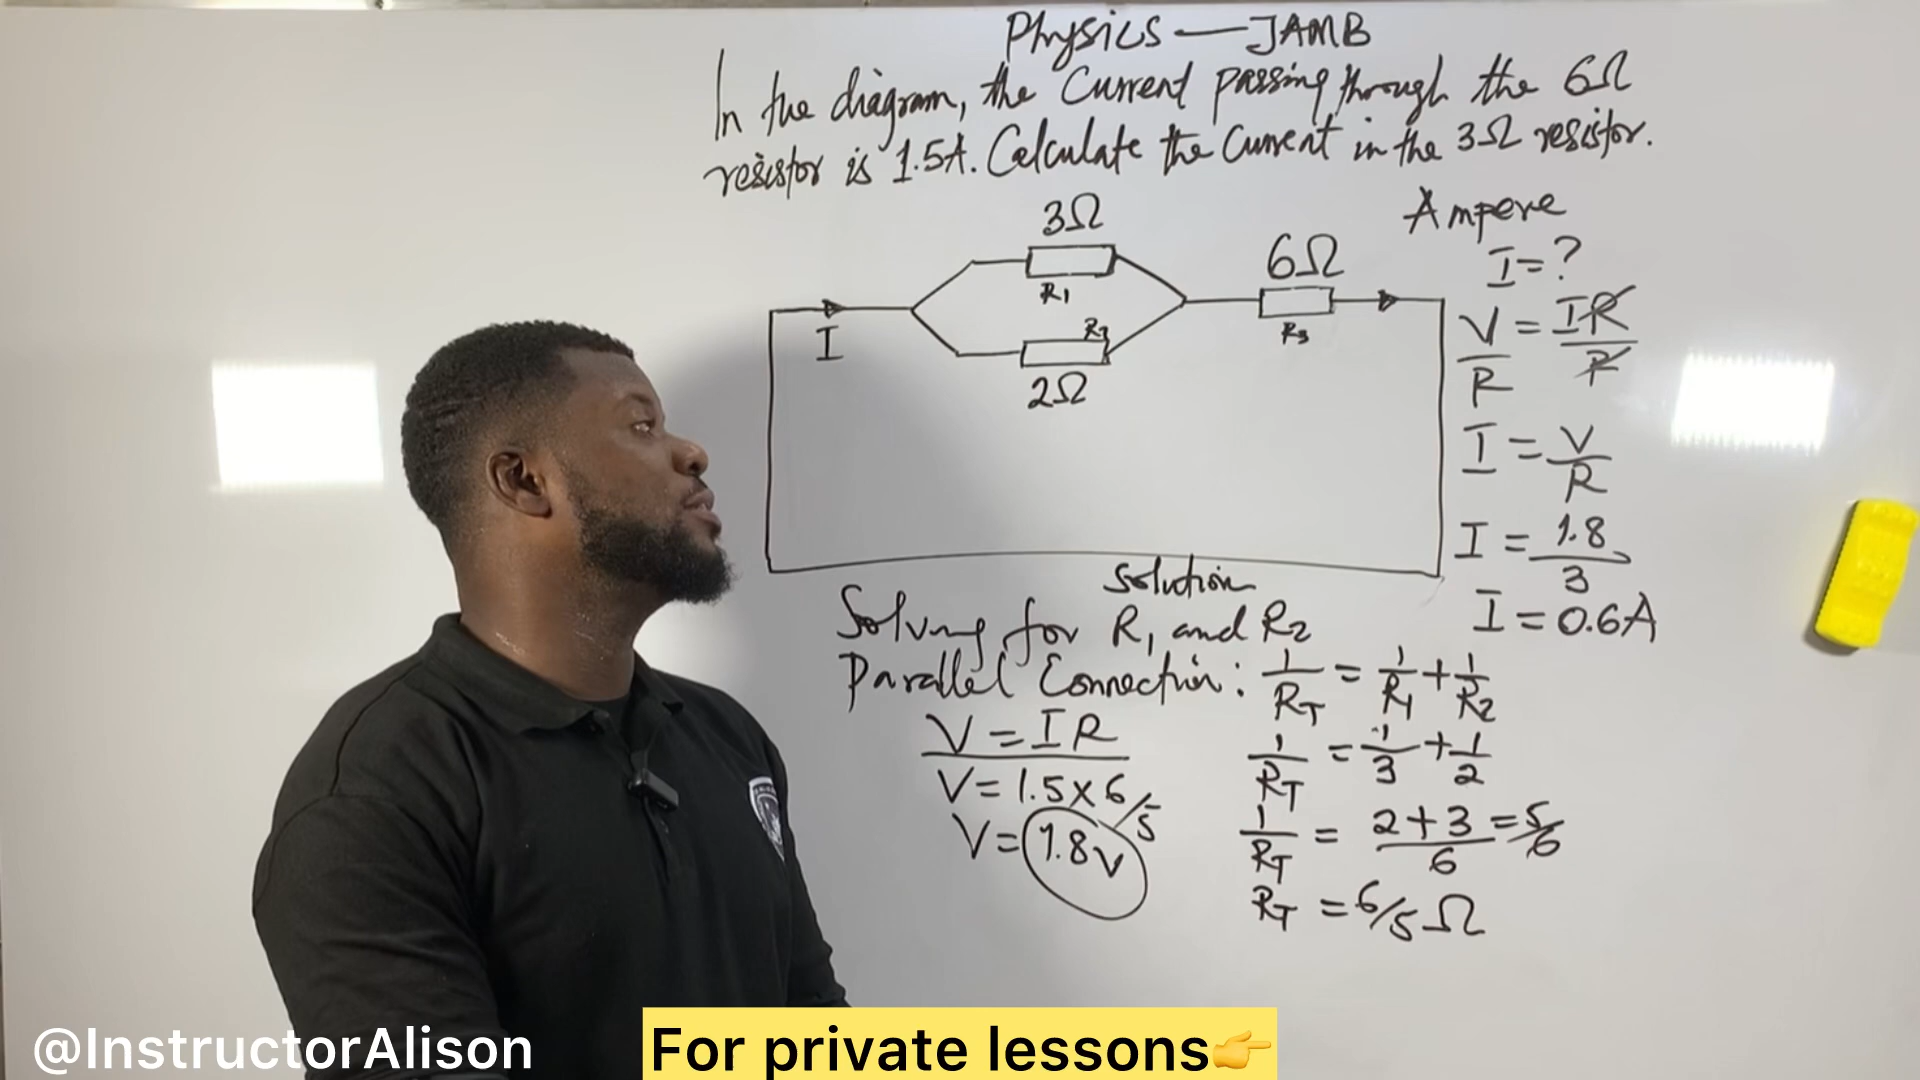 Physics — JAMB
In the diagram, the Current passing through the 6Ω
resistor is 1.5A. Calculate the Current in the 3Ω resistor.
3Ω
R1
R2
2Ω
6Ω
R3
I
Ampere
I = ?
V/R = IR/R
I = V/R
I = 1.8/3
I = 0.6A
Solution
Solving for R1 and R2
Parallel Connection: 1/RT = 1/R1 + 1/R2
V = IR
V = 1.5 x 6/5
V = 1.8v
1/RT = 1/3 + 1/2
1/RT = 2+3/6 = 5/6
RT = 6/5 Ω
@InstructorAlison
For private lessons👉